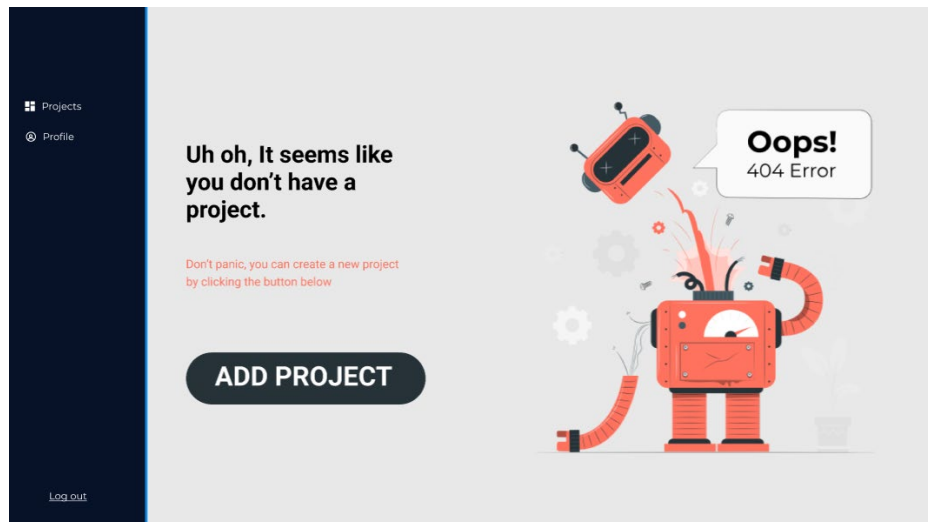 Projects
Profile
Uh oh, It seems like
you don't have a
project.
Don't panic, you can create a new project
by clicking the button below
ADD PROJECT
Oops!
404 Error
Log out